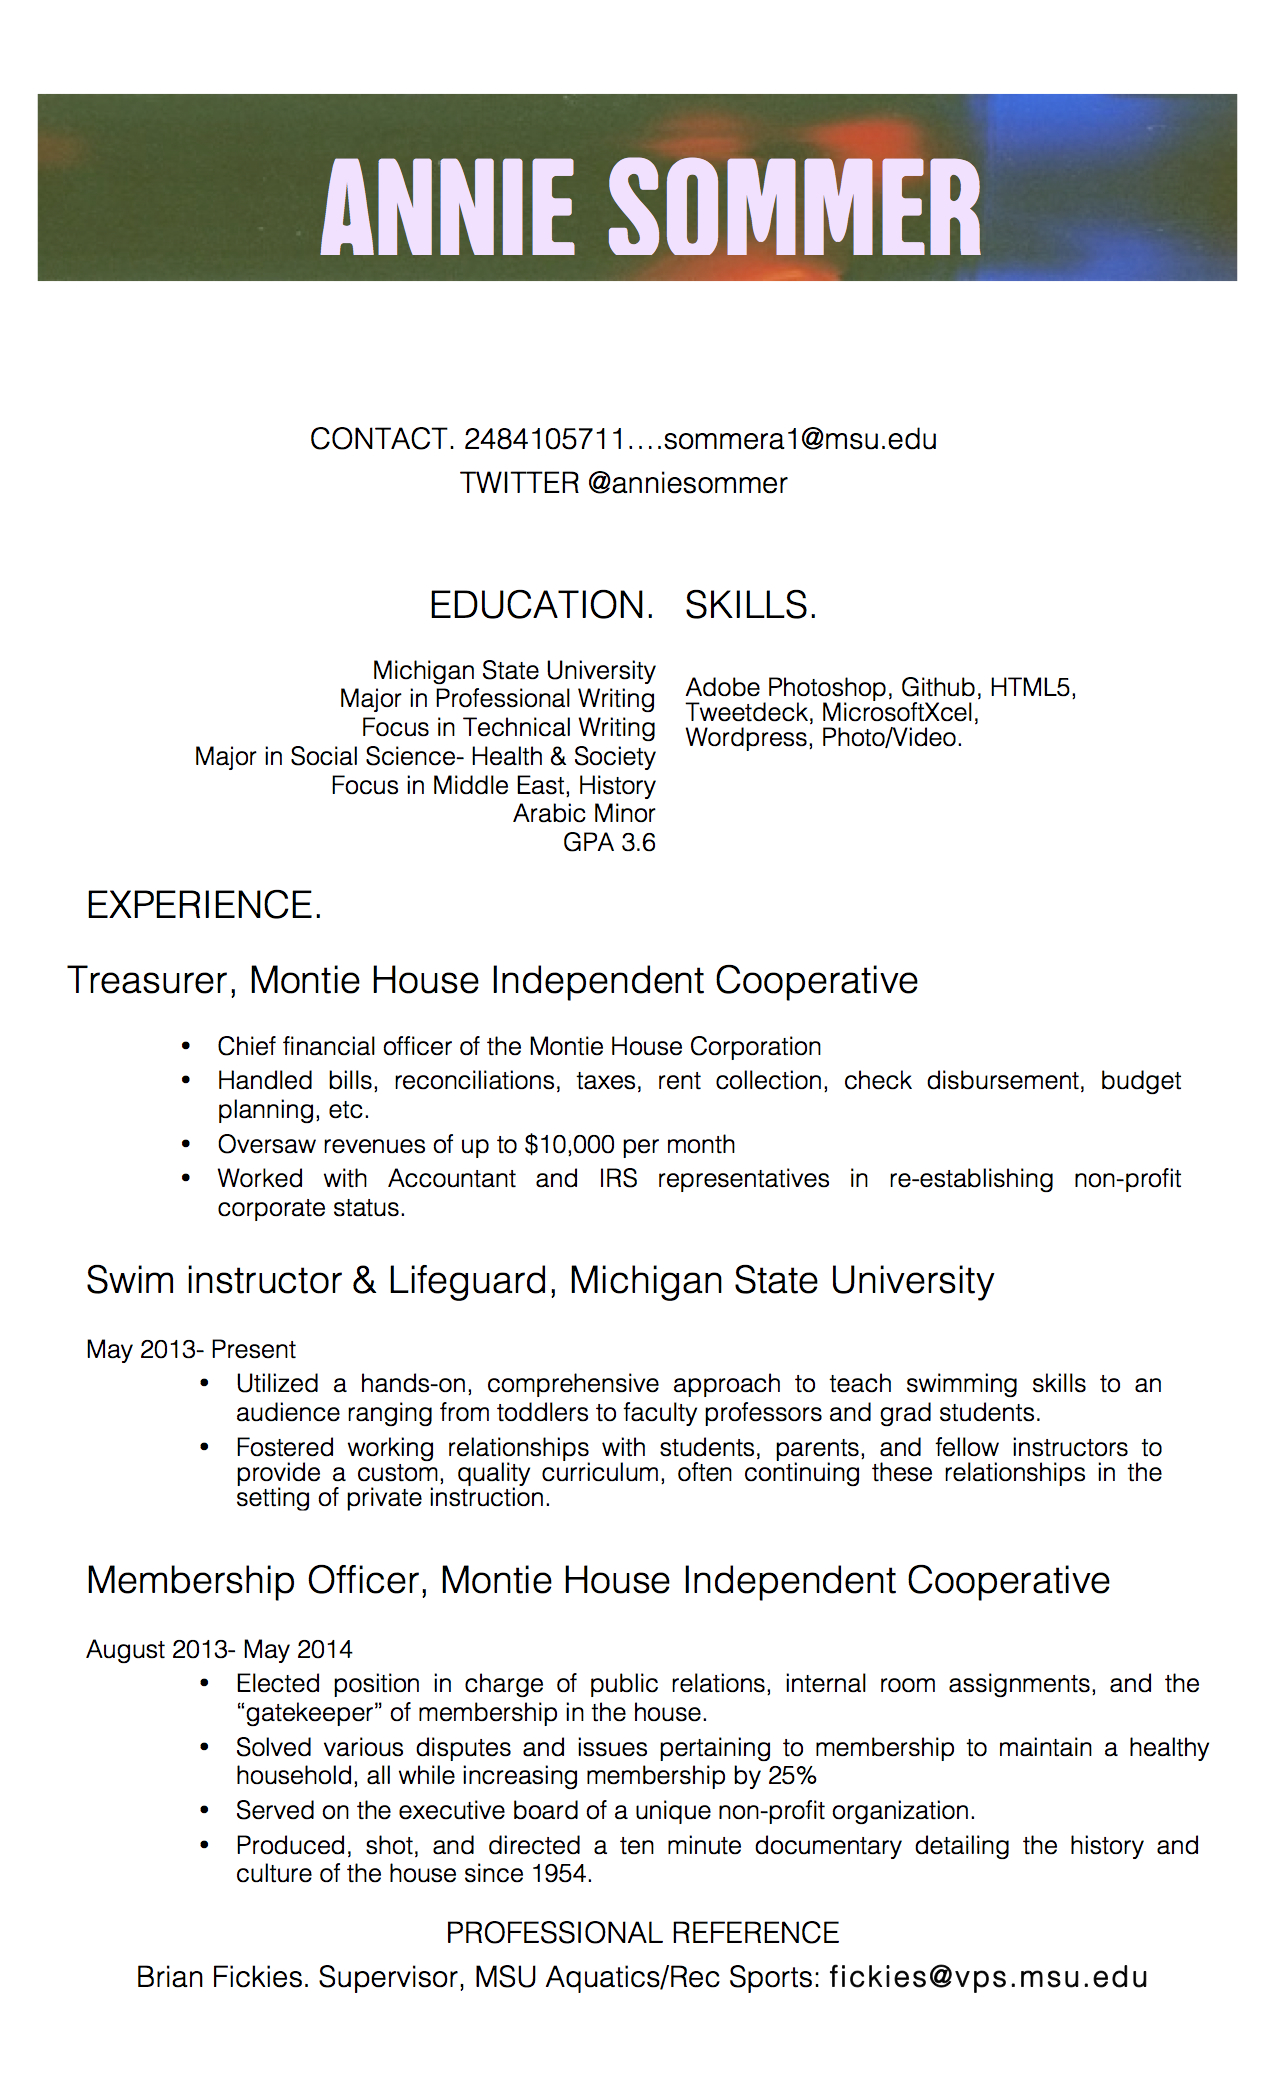 ANNIE SOMMER
CONTACT. 2484105711....sommera1@msu.edu
TWITTER @anniesommer
EDUCATION.
Michigan State University
Major in Professional Writing
Focus in Technical Writing
Major in Social Science- Health & Society
Focus in Middle East, History
Arabic Minor
GPA 3.6
SKILLS.
Adobe Photoshop, Github, HTML5,
Tweetdeck, MicrosoftXcel,
Wordpress, Photo/Video.
EXPERIENCE.
Treasurer, Montie House Independent Cooperative
• Chief financial officer of the Montie House Corporation
• Handled bills, reconciliations, taxes, rent collection, check disbursement, budget
planning, etc.
• Oversaw revenues of up to $10,000 per month
• Worked with Accountant and IRS representatives in re-establishing non-profit
corporate status.
Swim instructor & Lifeguard, Michigan State University
May 2013- Present
• Utilized a hands-on, comprehensive approach to teach swimming skills to an
audience ranging from toddlers to faculty professors and grad students.
• Fostered working relationships with students, parents, and fellow instructors to
provide a custom, quality curriculum, often continuing these relationships in the
setting of private instruction.
Membership Officer, Montie House Independent Cooperative
August 2013- May 2014
• Elected position in charge of public relations, internal room assignments, and the
“gatekeeper” of membership in the house.
• Solved various disputes and issues pertaining to membership to maintain a healthy
household, all while increasing membership by 25%
• Served on the executive board of a unique non-profit organization.
• Produced, shot, and directed a ten minute documentary detailing the history and
culture of the house since 1954.
PROFESSIONAL REFERENCE
Brian Fickies. Supervisor, MSU Aquatics/Rec Sports: fickies@vps.msu.edu